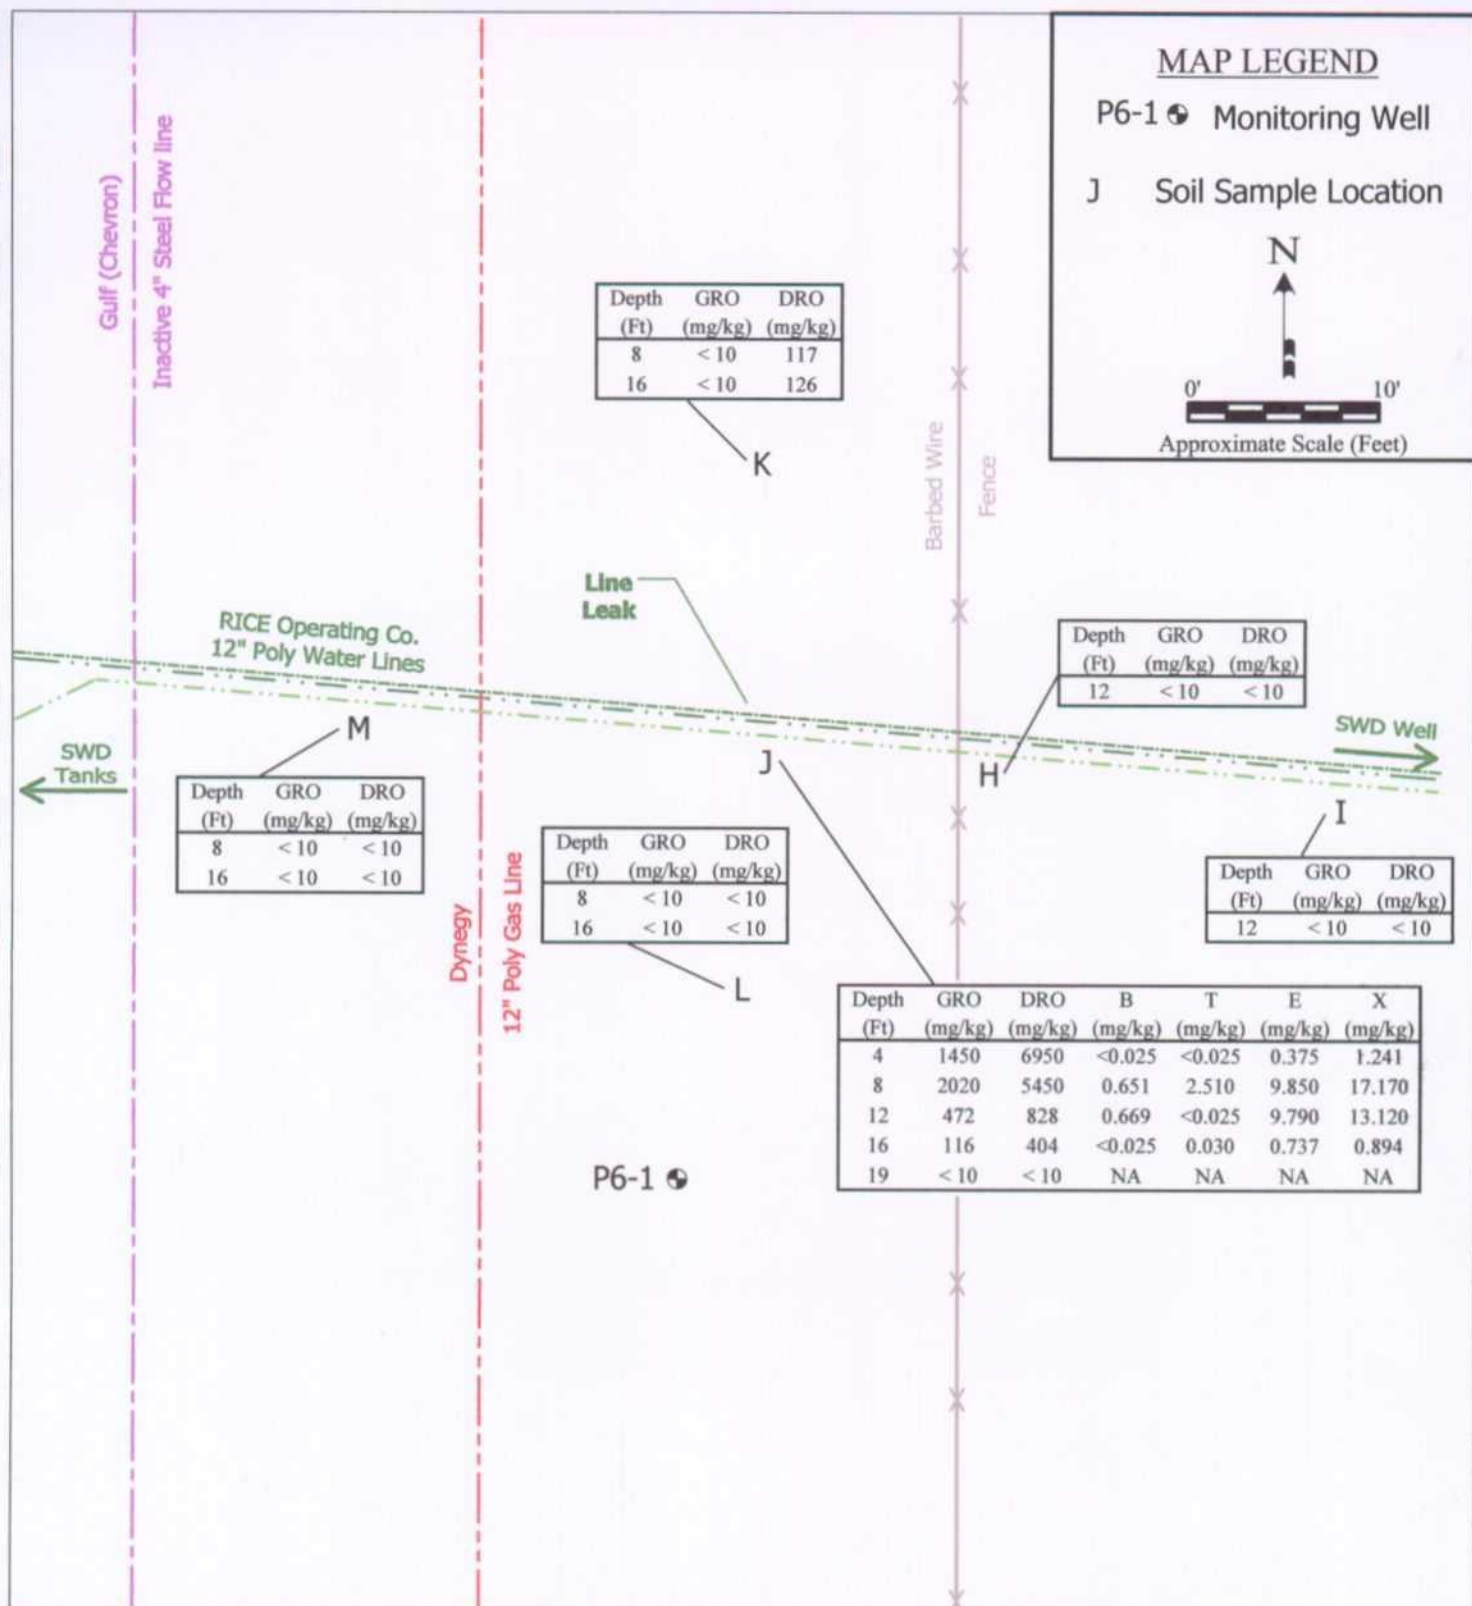 MAP LEGEND
P6-1 Monitoring Well
J Soil Sample Location
N
0' 10'
Approximate Scale (Feet)
Gulf (Chevron)
Inactive 4" Steel Flow line
Depth GRO DRO
(Ft) (mg/kg) (mg/kg)
8 < 10 117
16 < 10 126
K
Barbed Wire
Fence
Line
Leak
RICE Operating Co.
12" Poly Water Lines
Depth GRO DRO
(Ft) (mg/kg) (mg/kg)
12 < 10 < 10
H
SWD Well
SWD
Tanks
M
Depth GRO DRO
(Ft) (mg/kg) (mg/kg)
8 < 10 < 10
16 < 10 < 10
J
I
Depth GRO DRO
(Ft) (mg/kg) (mg/kg)
12 < 10 < 10
Dynegy
12" Poly Gas Line
Depth GRO DRO
(Ft) (mg/kg) (mg/kg)
8 < 10 < 10
16 < 10 < 10
L
Depth GRO DRO B T E X
(Ft) (mg/kg) (mg/kg) (mg/kg) (mg/kg) (mg/kg) (mg/kg)
4 1450 6950 <0.025 <0.025 0.375 1.241
8 2020 5450 0.651 2.510 9.850 17.170
12 472 828 0.669 <0.025 9.790 13.120
16 116 404 <0.025 0.030 0.737 0.894
19 < 10 < 10 NA NA NA NA
P6-1